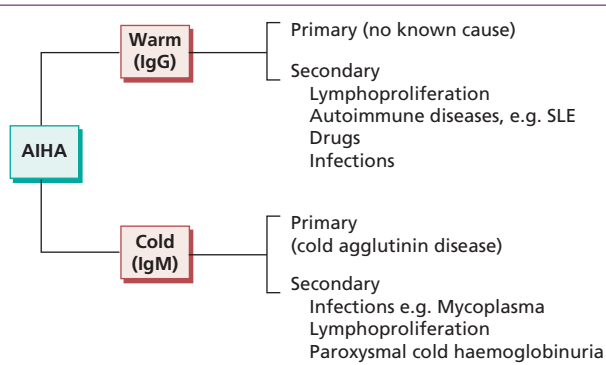 AIHA
Warm
(IgG)
Primary (no known cause)
Secondary
Lymphoproliferation
Autoimmune diseases, e.g. SLE
Drugs
Infections
Cold
(IgM)
Primary
(cold agglutinin disease)
Secondary
Infections e.g. Mycoplasma
Lymphoproliferation
Paroxysmal cold haemoglobinuria